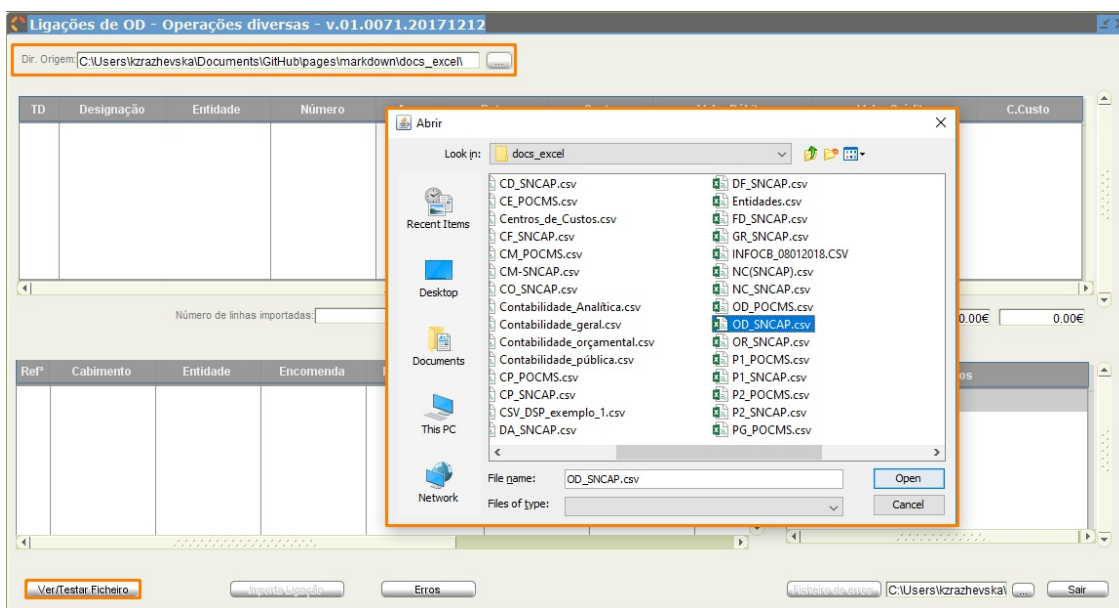 Ligações de OD - Operações diversas - v.01.0071.20171212
Dir. Origem: C:\Users\kzrazhevska\Documents\GitHub\pages\markdown\docs_excel\ ...
TD Designação Entidade Número C.Custo
Abrir
Look in: docs_excel
Recent Items
Desktop
Documents
This PC
Network
CD_SNCAP.csv
CE_POCMS.csv
Centros_de_Custos.csv
CF_SNCAP.csv
CM_POCMS.csv
CM-SNCAP.csv
CO_SNCAP.csv
Contabilidade_Analítica.csv
Contabilidade_geral.csv
Contabilidade_orçamental.csv
Contabilidade_pública.csv
CP_POCMS.csv
CP_SNCAP.csv
CSV_DSP_exemplo_1.csv
DA_SNCAP.csv
DF_SNCAP.csv
Entidades.csv
FD_SNCAP.csv
GR_SNCAP.csv
INFOCB_08012018.CSV
NC(SNCAP).csv
NC_SNCAP.csv
OD_POCMS.csv
OD_SNCAP.csv
OR_SNCAP.csv
P1_POCMS.csv
P1_SNCAP.csv
P2_POCMS.csv
P2_SNCAP.csv
PG_POCMS.csv
File name: OD_SNCAP.csv Open
Files of type: Cancel
Número de linhas importadas: 0.00€ 0.00€
Refª Cabimento Entidade Encomenda os
Ver/Testar Ficheiro Importa Ligação Erros Ficheiro de erros C:\Users\kzrazhevska\ ... Sair